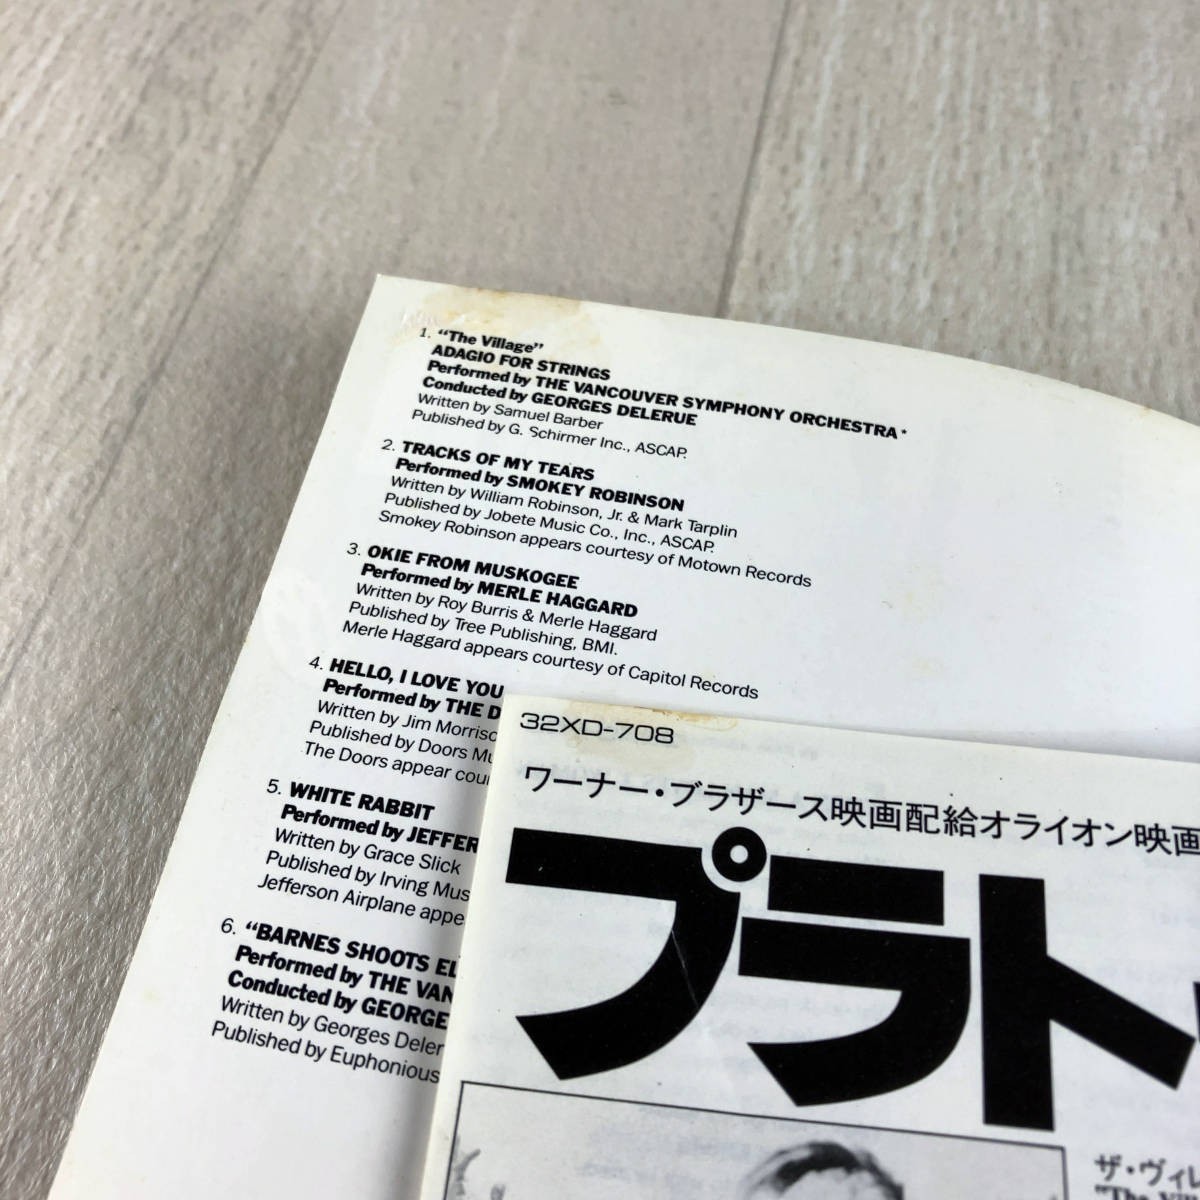 1. “The Village”
ADAGIO FOR STRINGS
Performed by THE VANCOUVER SYMPHONY ORCHESTRA*
Conducted by GEORGES DELERUE
Written by Samuel Barber
Published by G. Schirmer Inc., ASCAP.
2. TRACKS OF MY TEARS
Performed by SMOKEY ROBINSON
Written by William Robinson, Jr. & Mark Tarplin
Published by Jobete Music Co., Inc., ASCAP.
Smokey Robinson appears courtesy of Motown Records
3. OKIE FROM MUSKOGEE
Performed by MERLE HAGGARD
Written by Roy Burris & Merle Haggard
Published by Tree Publishing, BMI.
Merle Haggard appears courtesy of Capitol Records
4. HELLO, I LOVE YOU
Performed by THE D
Written by Jim Morriso
Published by Doors Mu
The Doors appear cou
5. WHITE RABBIT
Performed by JEFFER
Written by Grace Slick
Published by Irving Mus
Jefferson Airplane appe
6. “BARNES SHOOTS EL
Performed by THE VAN
Conducted by GEORGE
Written by Georges Deler
Published by Euphonious
32XD-708
ワーナー・ブラザース映画配給オライオン映画
プラト
ザ・ヴィレ